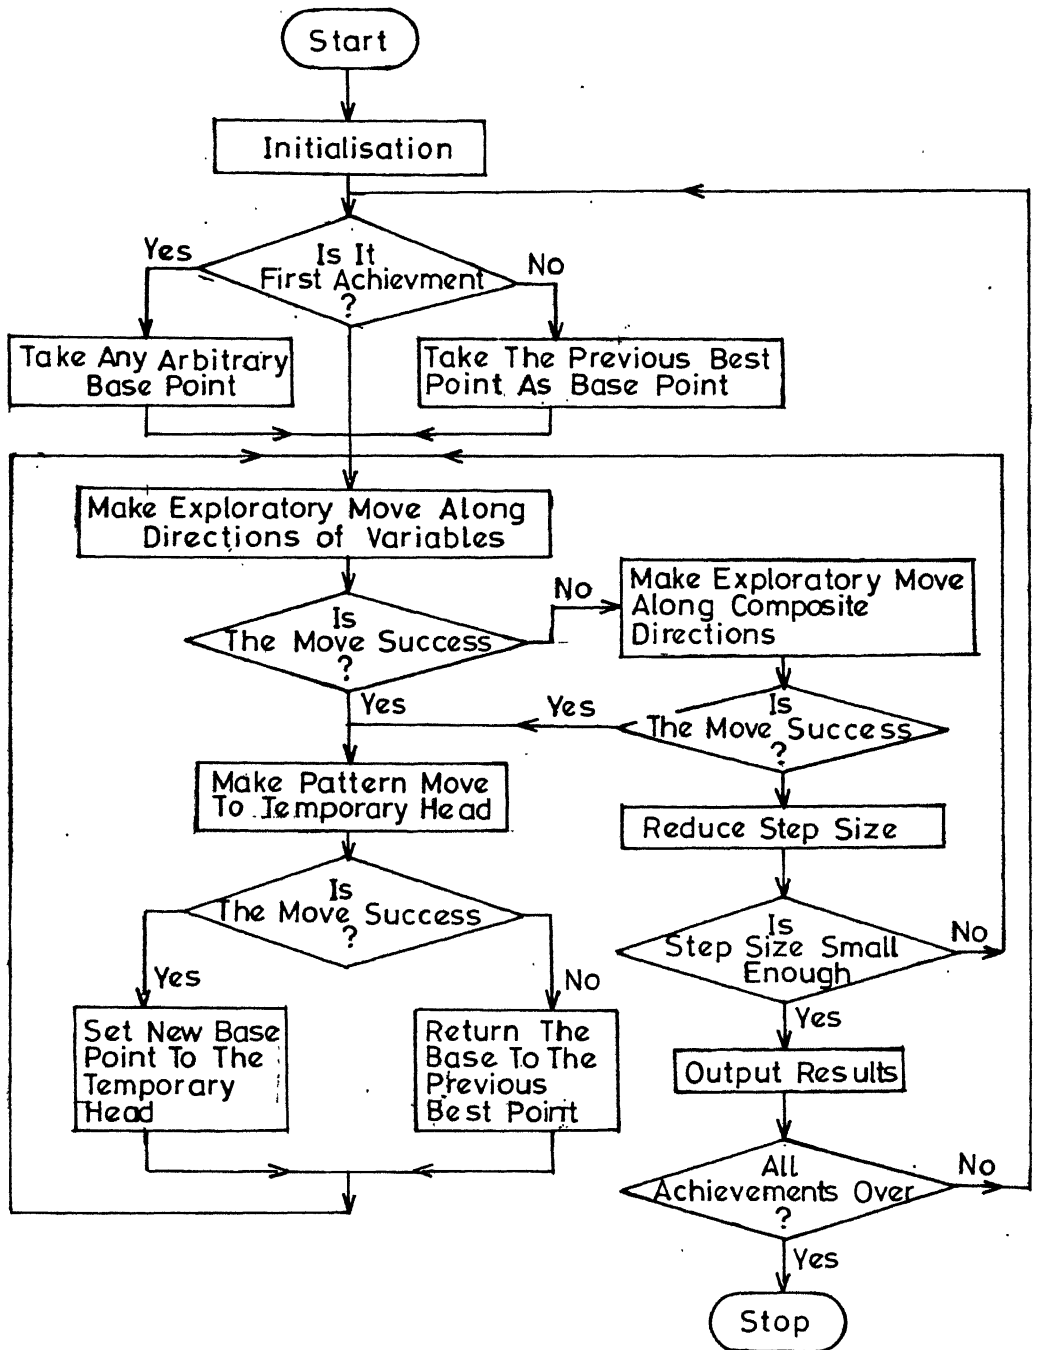 Start
Initialisation
Is It
First Achievment
?
Yes
No
Take Any Arbitrary
Base Point
Take The Previous Best
Point As Base Point
Make Exploratory Move Along
Directions of Variables
Is
The Move Success
?
No
Yes
Make Exploratory Move
Along Composite
Directions
Is
The Move Success
?
Yes
Make Pattern Move
To Temporary Head
Reduce Step Size
Is
The Move Success
?
Yes
No
Is
Step Size Small
Enough
No
Yes
Set New Base
Point To The
Temporary
Head
Return The
Base To The
Previous
Best Point
Output Results
All
Achievements Over
?
No
Yes
Stop